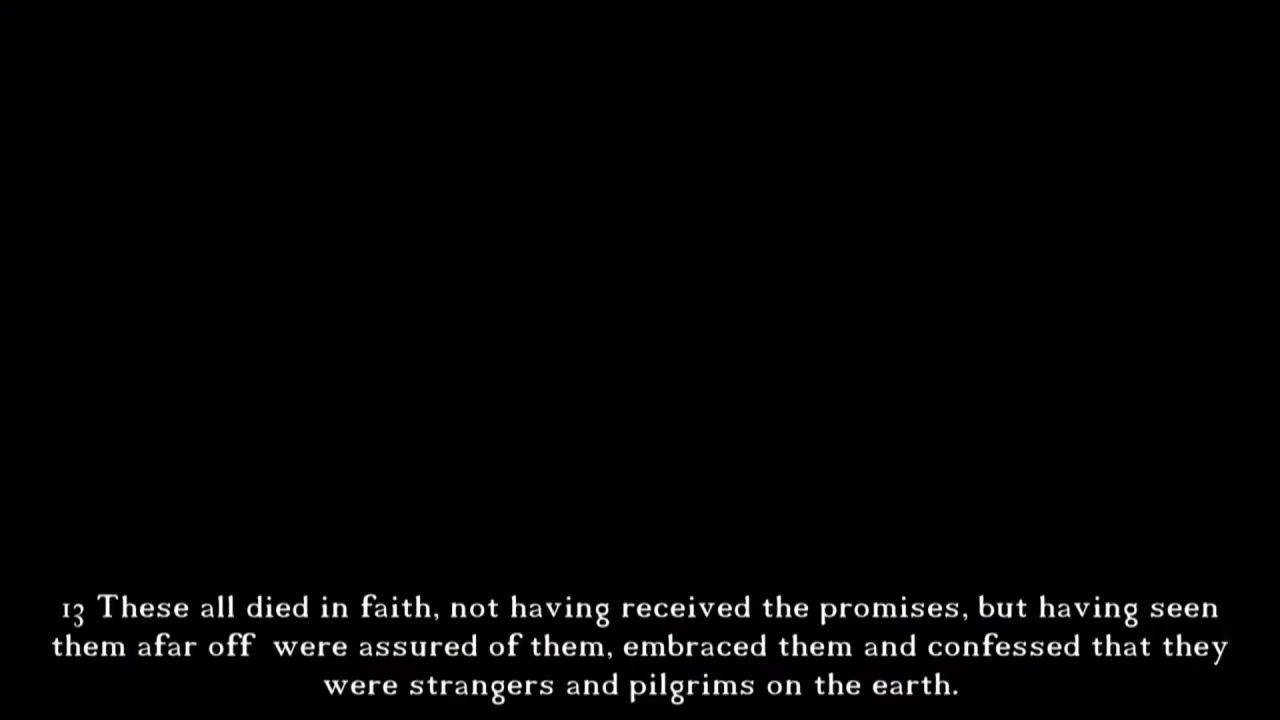 13 These all died in faith, not having received the promises, but having seen
them afar off  were assured of them, embraced them and confessed that they
were strangers and pilgrims on the earth.